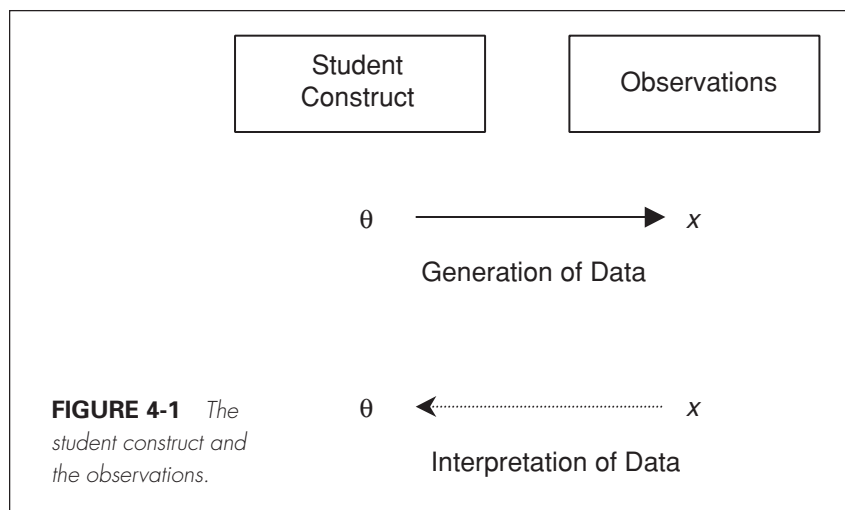 Student
Construct
Observations
θ x
Generation of Data
θ x
Interpretation of Data
FIGURE 4-1 The
student construct and
the observations.